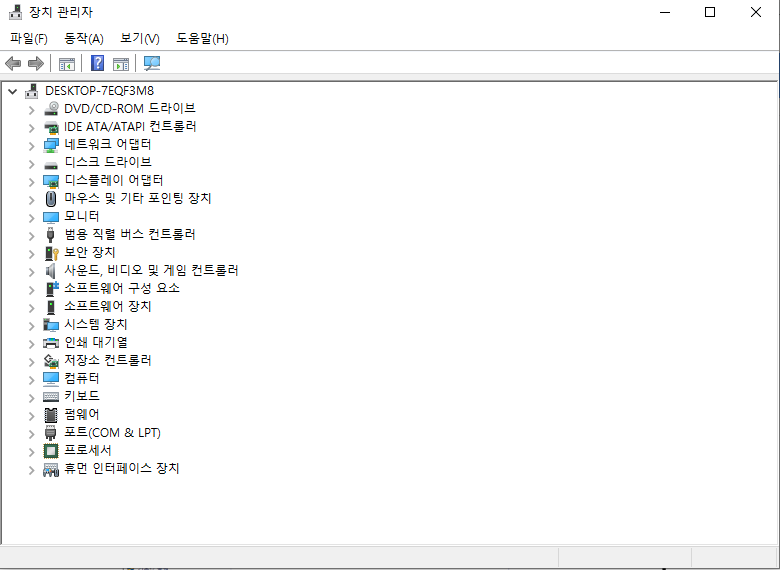 장치 관리자
파일(F) 동작(A) 보기(V) 도움말(H)
DESKTOP-7EQF3M8
DVD/CD-ROM 드라이브
IDE ATA/ATAPI 컨트롤러
네트워크 어댑터
디스크 드라이브
디스플레이 어댑터
마우스 및 기타 포인팅 장치
모니터
범용 직렬 버스 컨트롤러
보안 장치
사운드, 비디오 및 게임 컨트롤러
소프트웨어 구성 요소
소프트웨어 장치
시스템 장치
인쇄 대기열
저장소 컨트롤러
컴퓨터
키보드
펌웨어
포트(COM & LPT)
프로세서
휴먼 인터페이스 장치